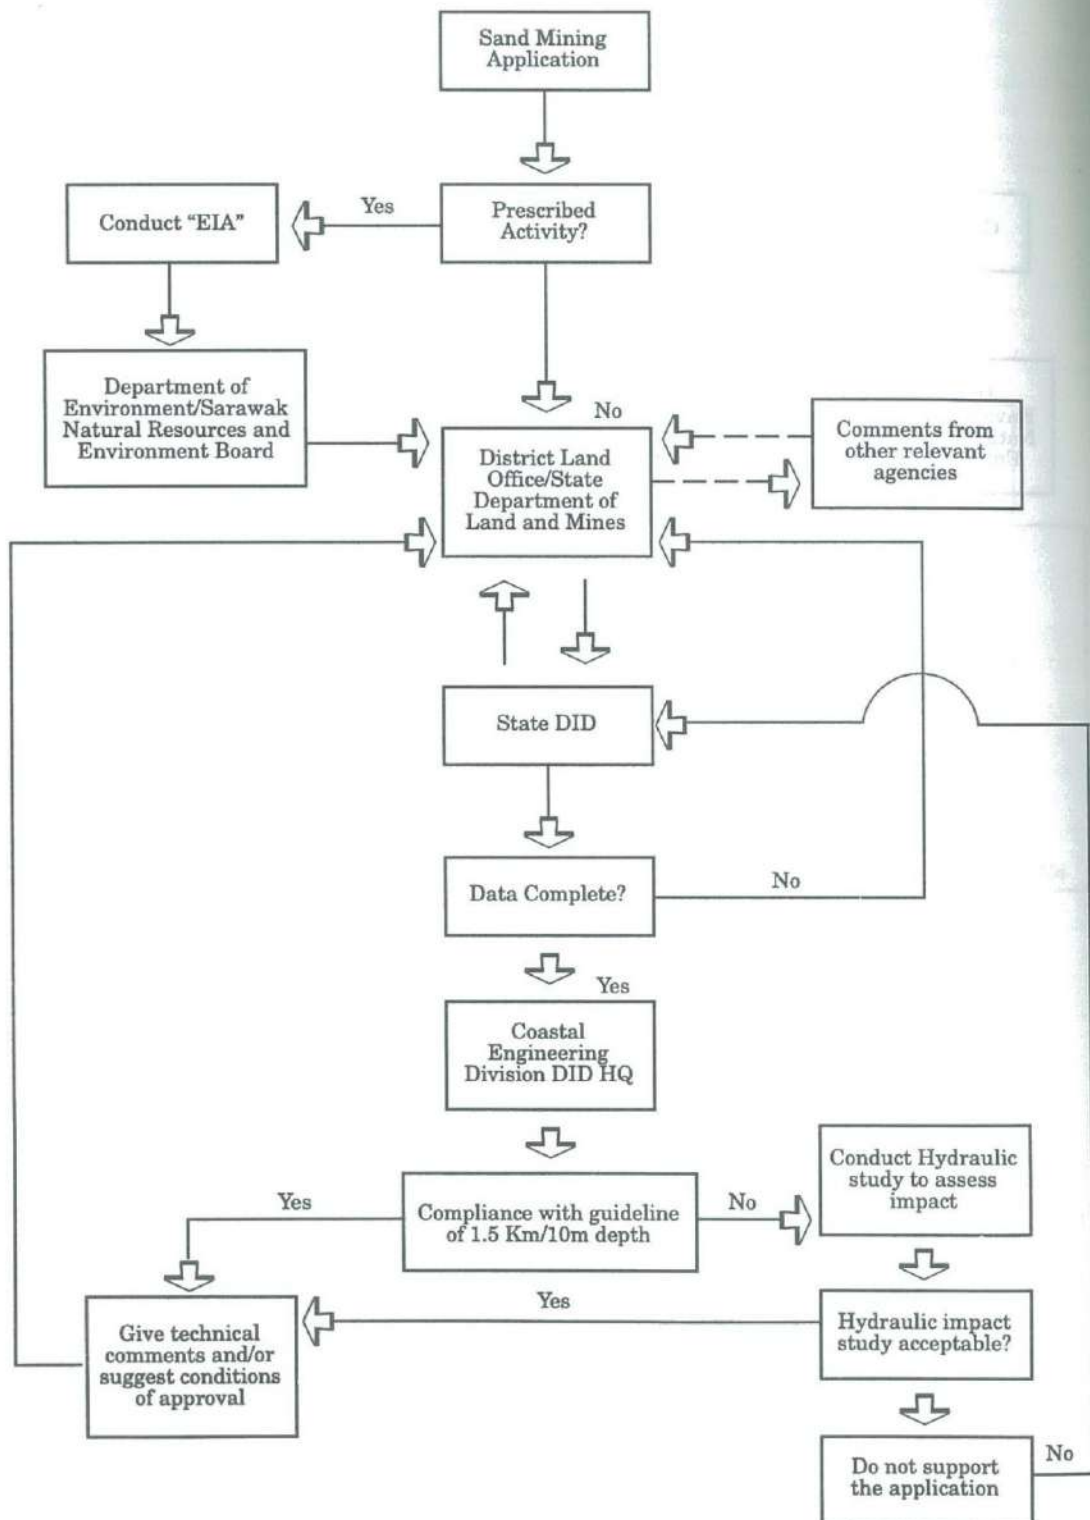 Sand Mining
Application
Prescribed
Activity?
Yes
Conduct "EIA"
Department of
Environment/Sarawak
Natural Resources and
Environment Board
No
District Land
Office/State
Department of
Land and Mines
Comments from
other relevant
agencies
State DID
Data Complete?
No
Yes
Coastal
Engineering
Division DID HQ
Compliance with guideline
of 1.5 Km/10m depth
Yes
No
Conduct Hydraulic
study to assess
impact
Hydraulic impact
study acceptable?
Yes
Give technical
comments and/or
suggest conditions
of approval
Do not support
the application
No